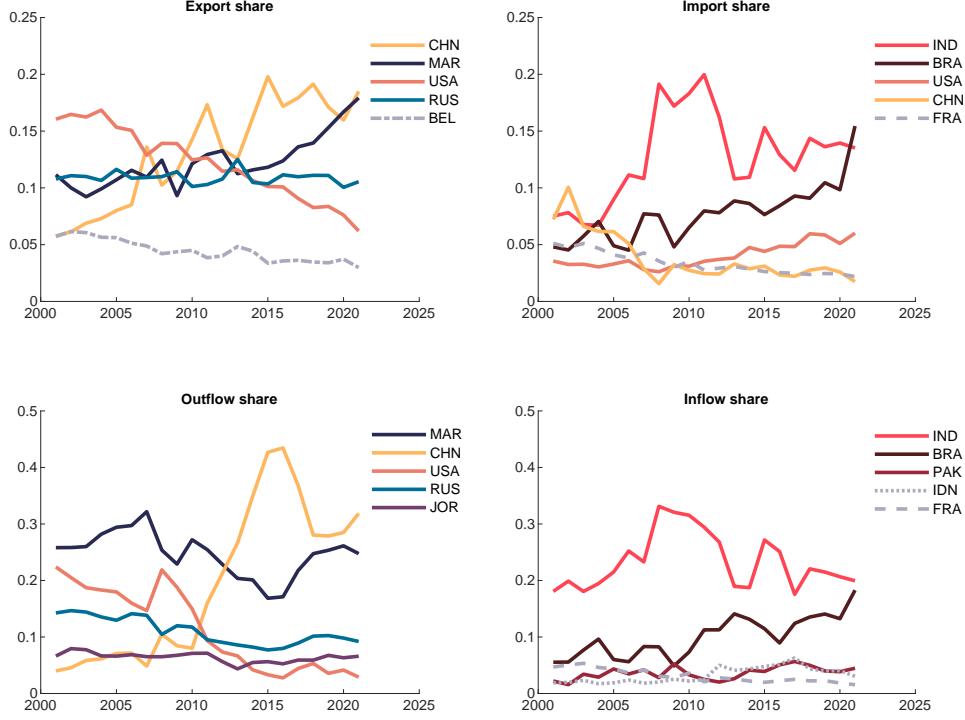 Export share
0.25
0.2
0.15
0.1
0.05
0
2000
2005
2010
2015
2020
2025
CHN
MAR
USA
RUS
BEL
Import share
0.25
0.2
0.15
0.1
0.05
0
2000
2005
2010
2015
2020
2025
IND
BRA
USA
CHN
FRA
Outflow share
0.5
0.4
0.3
0.2
0.1
0
2000
2005
2010
2015
2020
2025
MAR
CHN
USA
RUS
JOR
Inflow share
0.5
0.4
0.3
0.2
0.1
0
2000
2005
2010
2015
2020
2025
IND
BRA
PAK
IDN
FRA